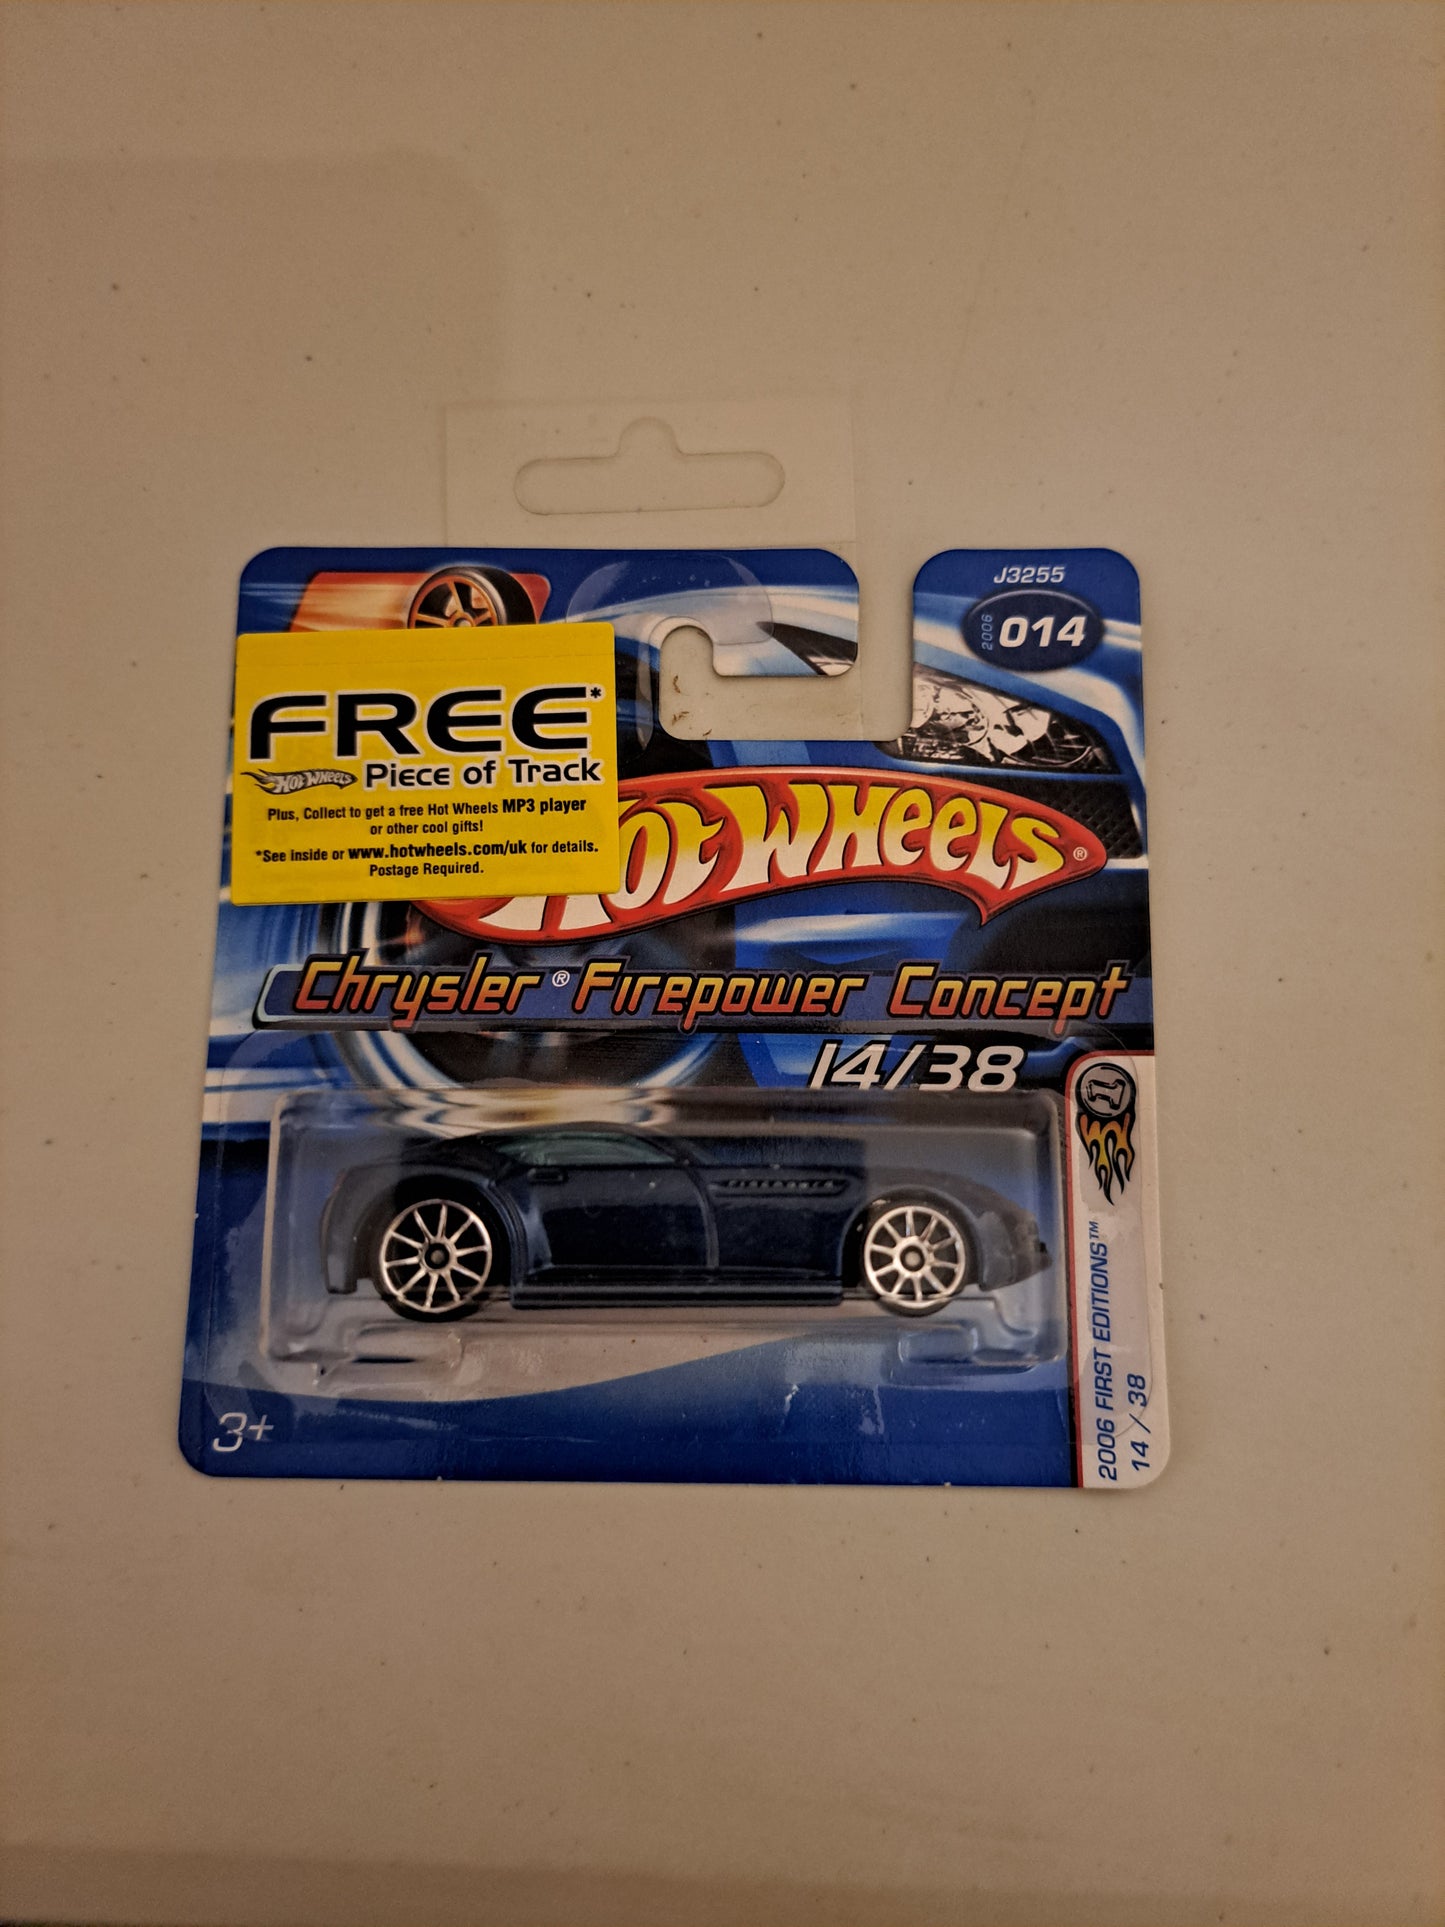 J3255
2006
014
FREE*
HOT WHEELS Piece of Track
Plus, Collect to get a free Hot Wheels MP3 player
or other cool gifts!
*See inside or www.hotwheels.com/uk for details.
Postage Required.
HOT WHEELS®
Chrysler® Firepower Concept
14/38
FIREPOWER
1
2006 FIRST EDITIONS™
14 / 38
3+